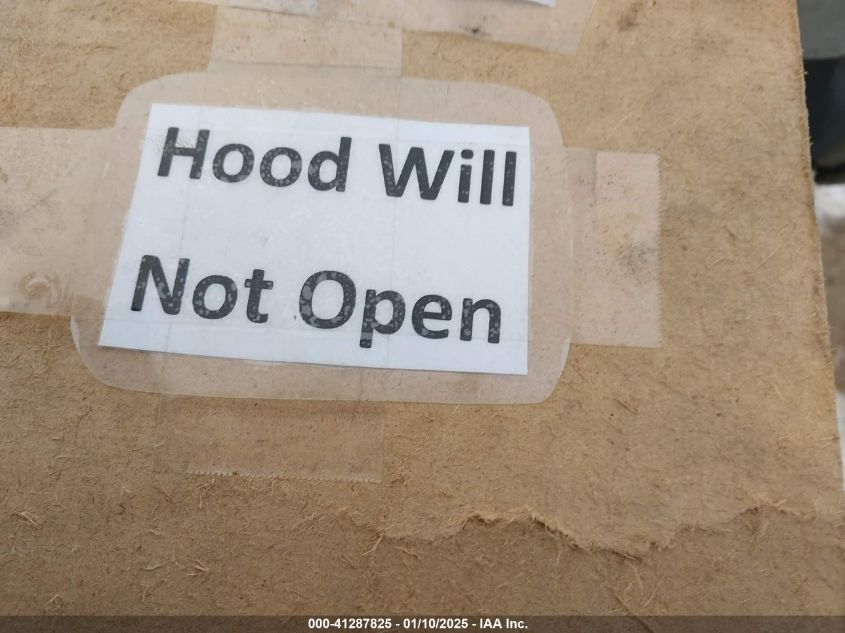 Hood Will
Not Open
000-41287825 - 01/10/2025 - IAA Inc.